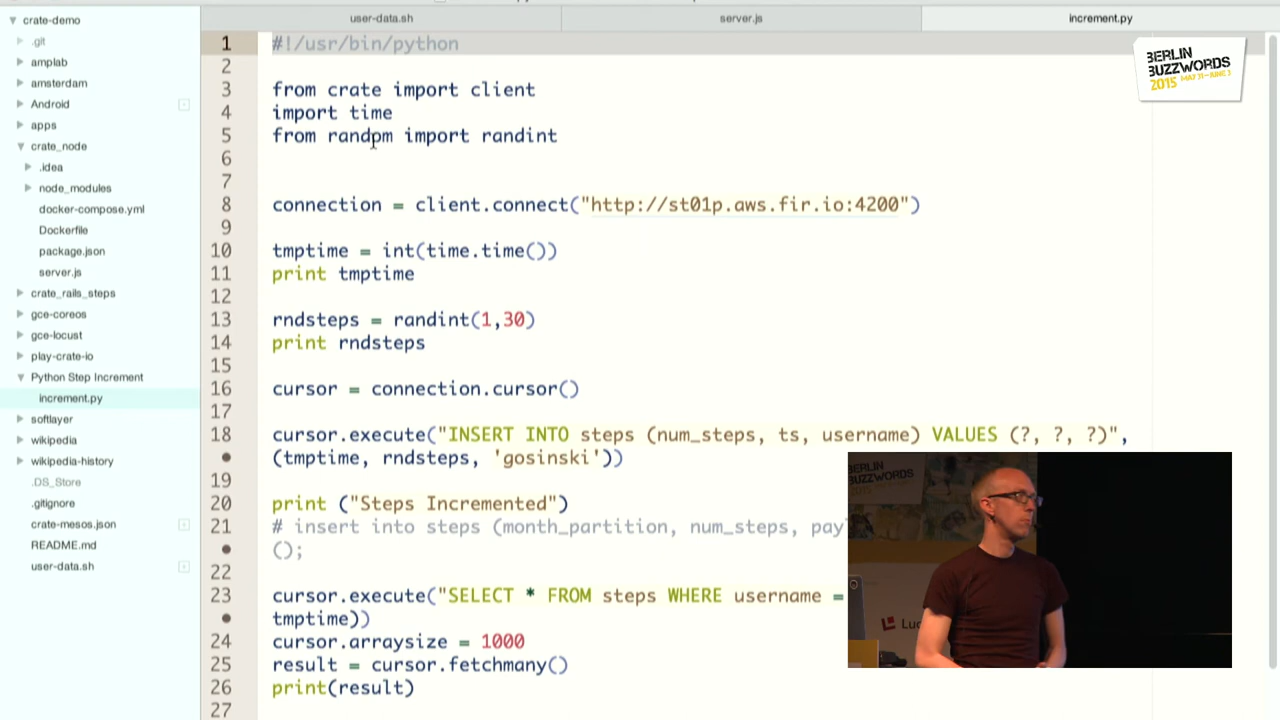 crate-demo
.git
amplab
amsterdam
Android
apps
crate_node
.idea
node_modules
docker-compose.yml
Dockerfile
package.json
server.js
crate_rails_steps
gce-coreos
gce-locust
play-crate-io
Python Step Increment
increment.py
softlayer
wikipedia
wikipedia-history
.DS_Store
.gitignore
crate-mesos.json
README.md
user-data.sh
user-data.sh
server.js
increment.py
1 #!/usr/bin/python
2
3 from crate import client
4 import time
5 from random import randint
6
7
8 connection = client.connect("http://st01p.aws.fir.io:4200")
9
10 tmptime = int(time.time())
11 print tmptime
12
13 rndsteps = randint(1,30)
14 print rndsteps
15
16 cursor = connection.cursor()
17
18 cursor.execute("INSERT INTO steps (num_steps, ts, username) VALUES (?, ?, ?)",
(tmptime, rndsteps, 'gosinski'))
19
20 print ("Steps Incremented")
21 # insert into steps (month_partition, num_steps, pay
();
22
23 cursor.execute("SELECT * FROM steps WHERE username =
tmptime))
24 cursor.arraysize = 1000
25 result = cursor.fetchmany()
26 print(result)
27
BERLIN
BUZZWORDS
2015 MAY 31-JUNE 3
BERLIN
BUZZWORDS